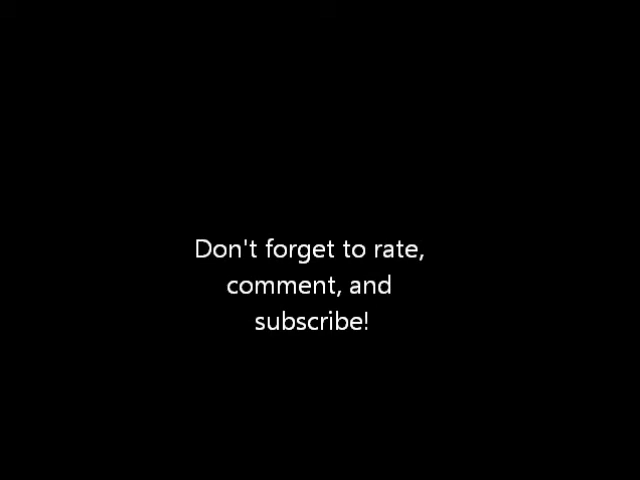 Don't forget to rate,
comment, and
subscribe!